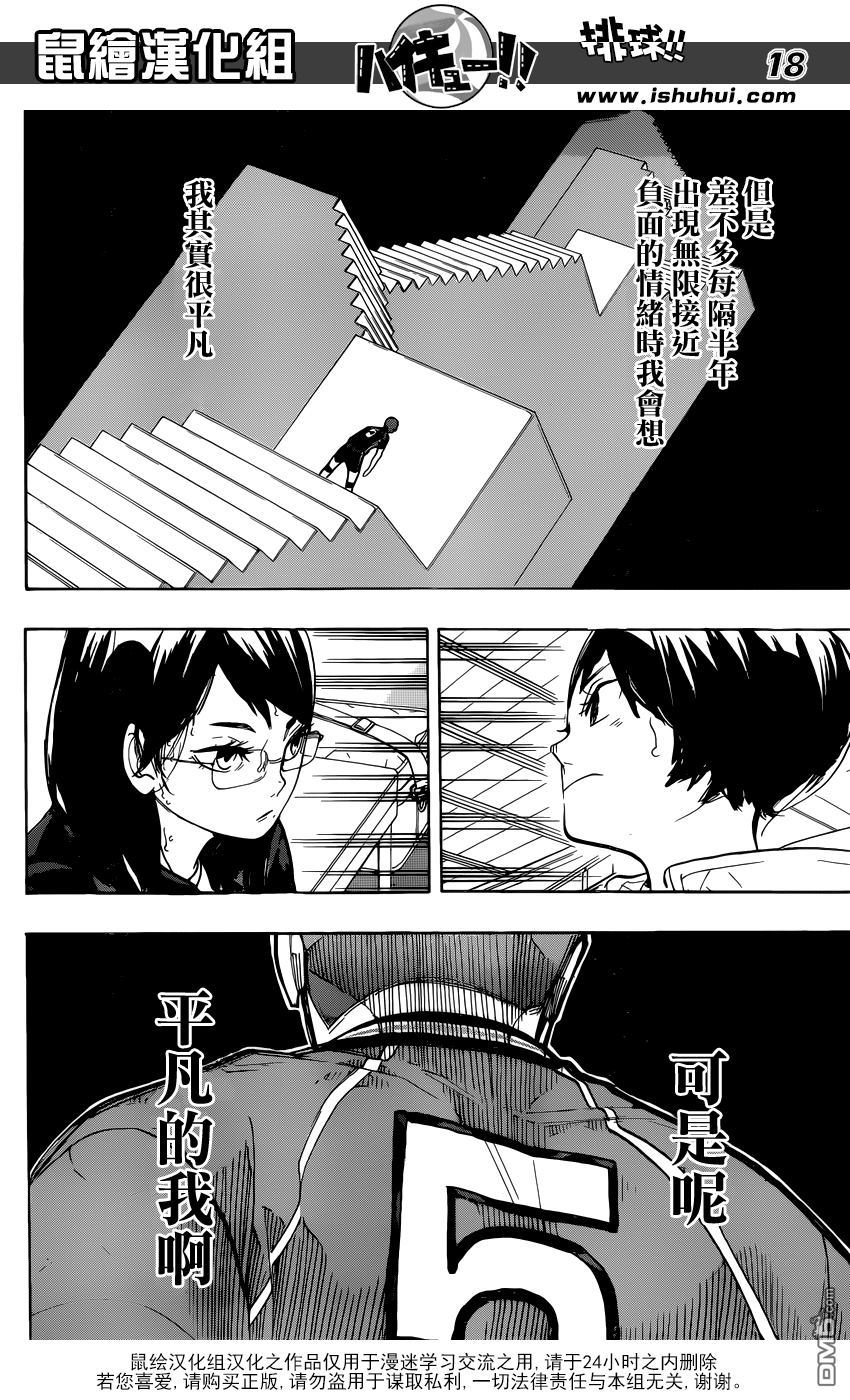 鼠繪漢化組
ハイキュー!!
排球!!
18
www.ishuhui.com
但是
差不多每隔半年
出現無限接近
負面的情緒時我會想
我其實很平凡
可是呢
平凡的我啊
5
DM5.com
鼠绘汉化组汉化之作品仅用于漫迷学习交流之用, 请于24小时之内删除
若您喜爱, 请购买正版, 请勿盗用于谋取私利, 一切法律责任与本组无关, 谢谢。